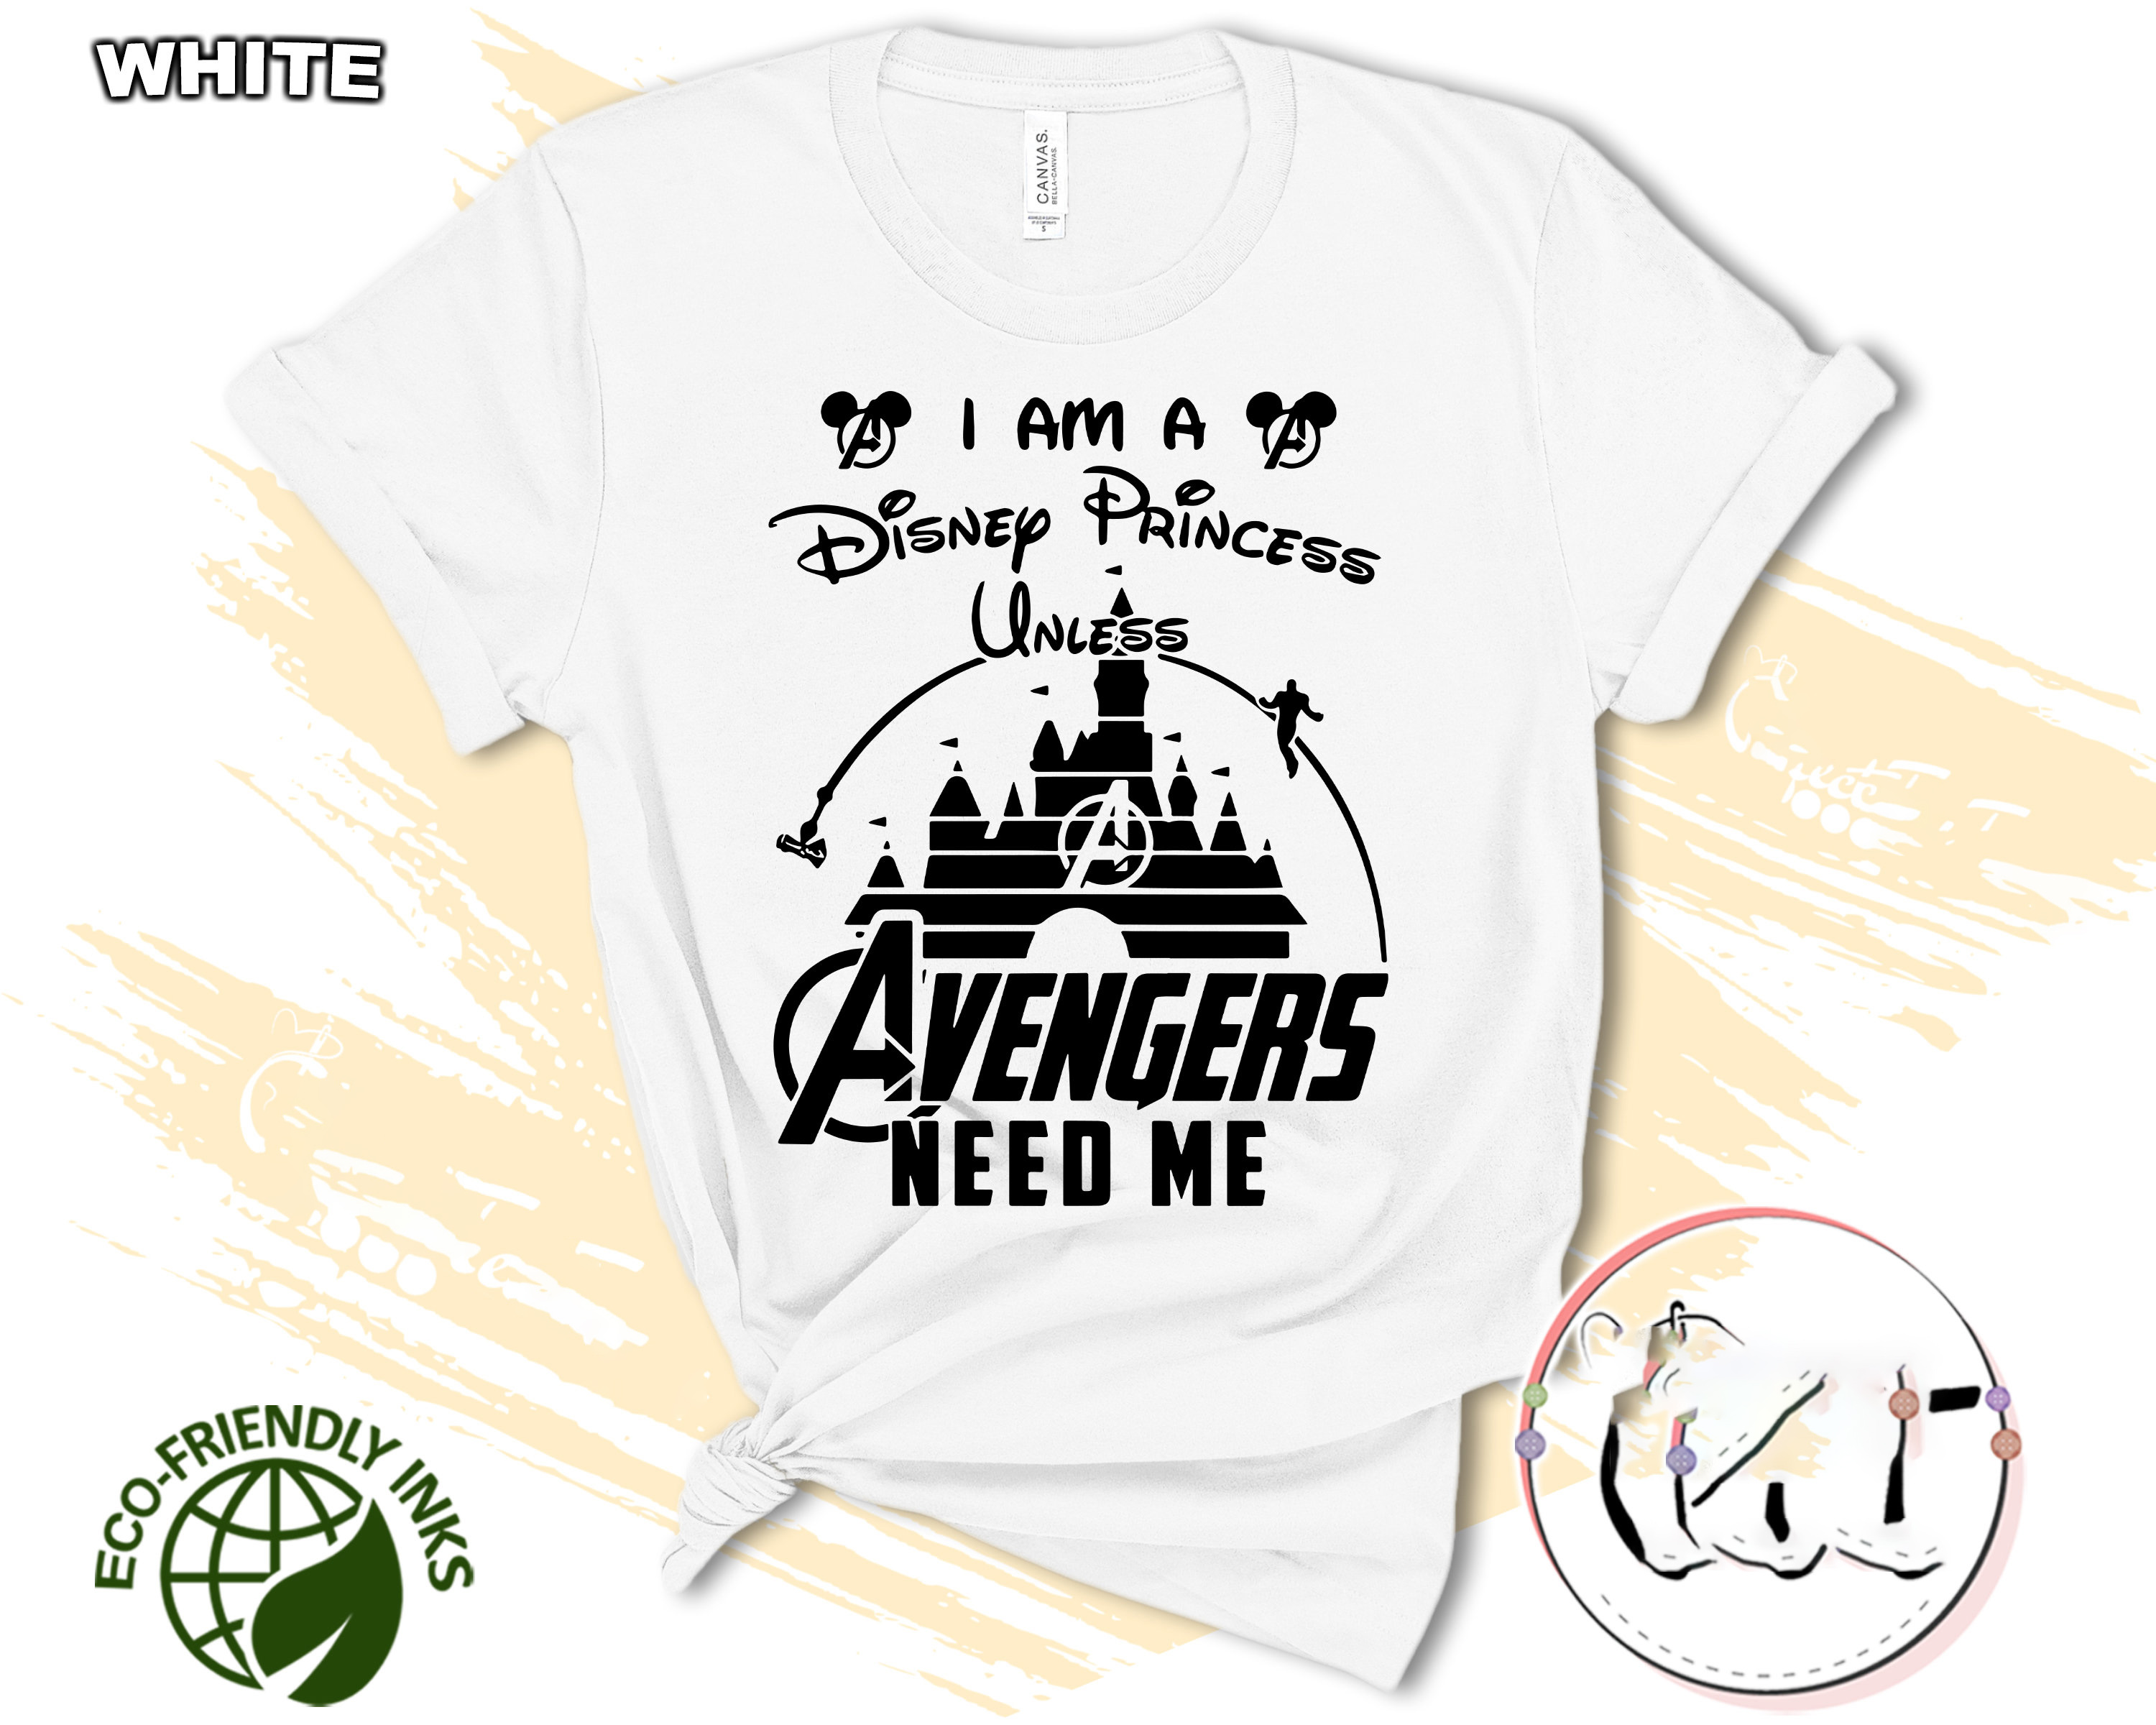 WHITE
CANVAS.
BELLA+CANVAS.
S
I AM A
DISNEY PRINCESS
UNLESS
AVENGERS
NEED ME
ECO-FRIENDLY INKS